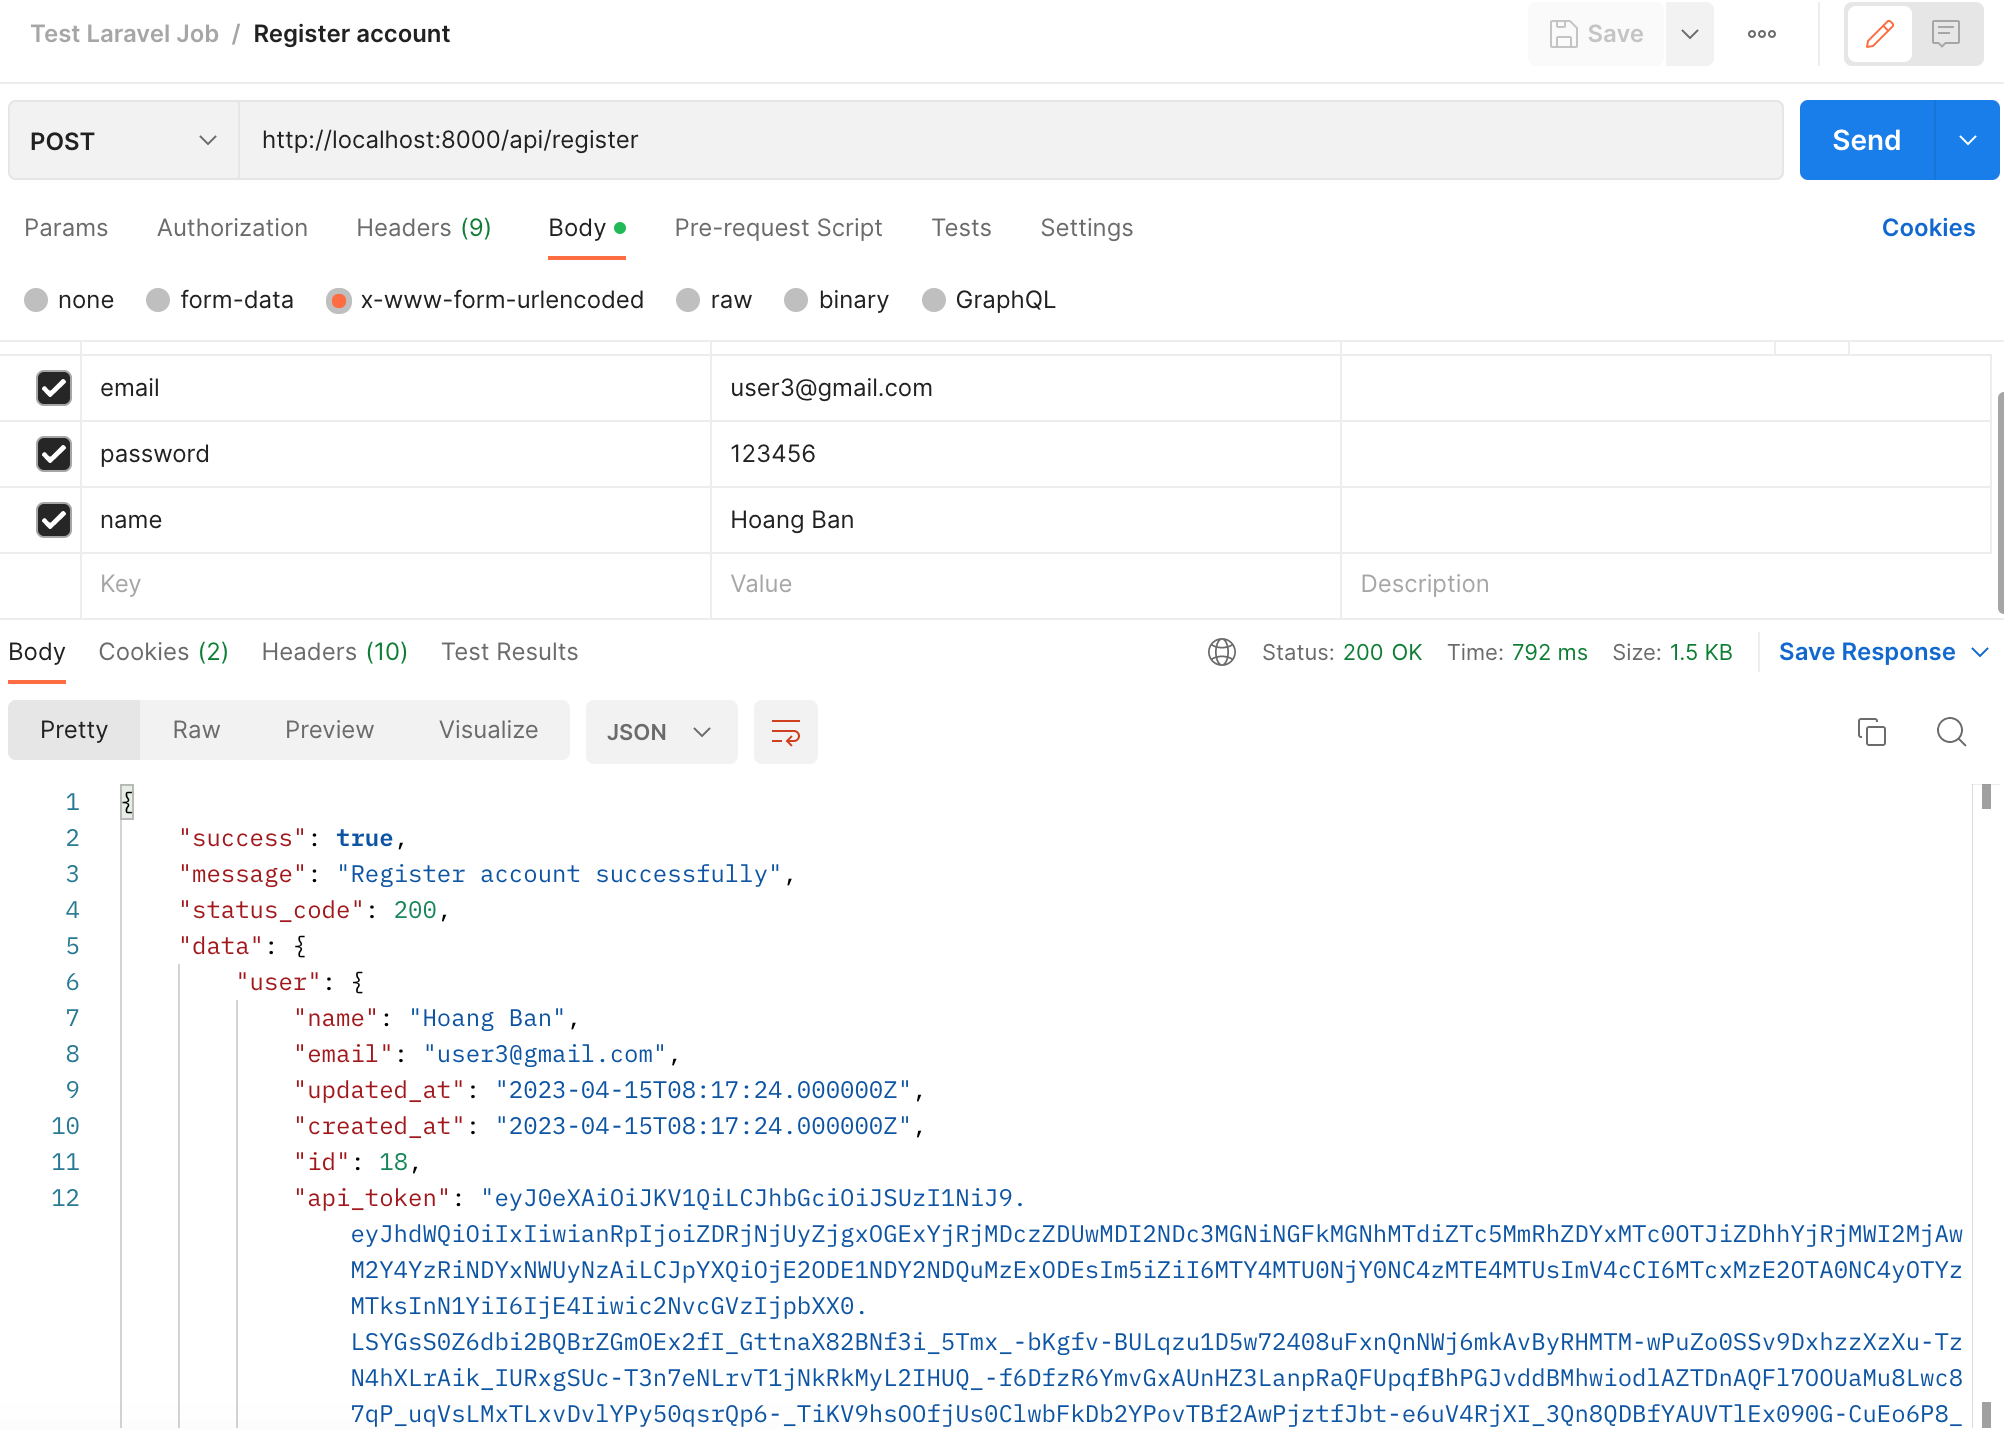 Test Laravel Job / Register account
Save
POST
http://localhost:8000/api/register
Send
Params Authorization Headers (9) Body Pre-request Script Tests Settings Cookies
none form-data x-www-form-urlencoded raw binary GraphQL
email user3@gmail.com
password 123456
name Hoang Ban
Key Value Description
Body Cookies (2) Headers (10) Test Results Status: 200 OK Time: 792 ms Size: 1.5 KB Save Response
Pretty Raw Preview Visualize JSON
1 {
2 "success": true,
3 "message": "Register account successfully",
4 "status_code": 200,
5 "data": {
6 "user": {
7 "name": "Hoang Ban",
8 "email": "user3@gmail.com",
9 "updated_at": "2023-04-15T08:17:24.000000Z",
10 "created_at": "2023-04-15T08:17:24.000000Z",
11 "id": 18,
12 "api_token": "eyJ0eXAiOiJKV1QiLCJhbGciOiJSUzI1NiJ9.
eyJhdWQiOiIxIiwianRpIjoiZDRjNjUyZjgxOGExYjRjMDczZDUwMDI2NDc3MGNiNGFkMGNhMTdiZTc5MmRhZDYxMTc0OTJiZDhhYjRjMWI2MjAw
M2Y4YzRiNDYxNWUyNzAiLCJpYXQiOjE2ODE1NDY2NDQuMzExODEsIm5iZiI6MTY4MTU0NjY0NC4zMTE4MTUsImV4cCI6MTcxMzE2OTA0NC4yOTYz
MTksInN1YiI6IjE4Iiwic2NvcGVzIjpbXX0.
LSYGsS0Z6dbi2BQBrZGmOEx2fI_GttnaX82BNf3i_5Tmx_-bKgfv-BULqzu1D5w72408uFxnQnNWj6mkAvByRHMTM-wPuZo0SSv9DxhzzXzXu-Tz
N4hXLrAik_IURxgSUc-T3n7eNLrvT1jNkRkMyL2IHUQ_-f6DfzR6YmvGxAUnHZ3LanpRaQFUpqfBhPGJvddBMhwiodlAZTDnAQFl7OOUaMu8Lwc8
7qP_uqVsLMxTLxvDvlYPy50qsrQp6-_TiKV9hsOOfjUs0ClwbFkDb2YPovTBf2AwPjztfJbt-e6uV4RjXI_3Qn8QDBfYAUVTlEx090G-CuEo6P8_